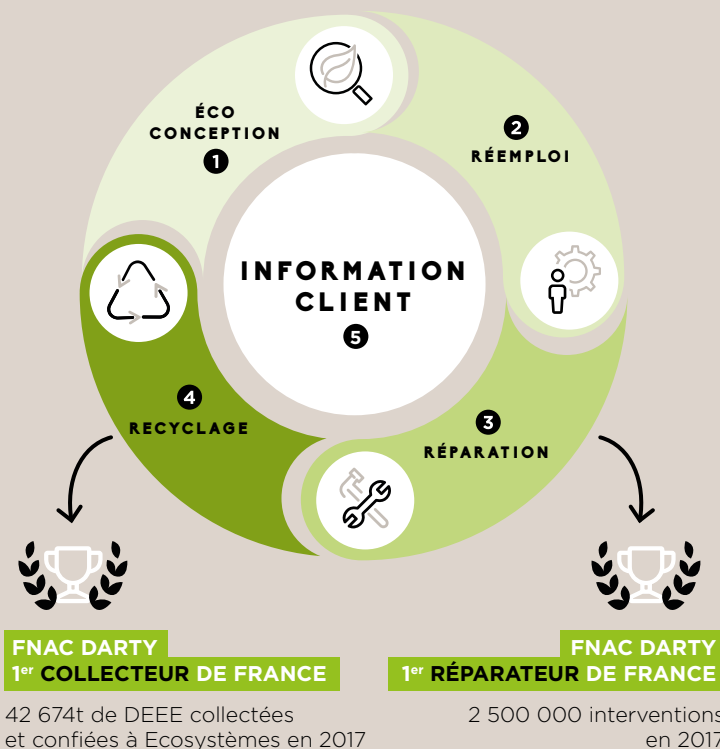 ÉCO
CONCEPTION
1
2
RÉEMPLOI
INFORMATION
CLIENT
5
4
RECYCLAGE
3
RÉPARATION
FNAC DARTY
1er COLLECTEUR DE FRANCE
42 674t de DEEE collectées
et confiées à Ecosystèmes en 2017
FNAC DARTY
1er RÉPARATEUR DE FRANCE
2 500 000 interventions
en 2017